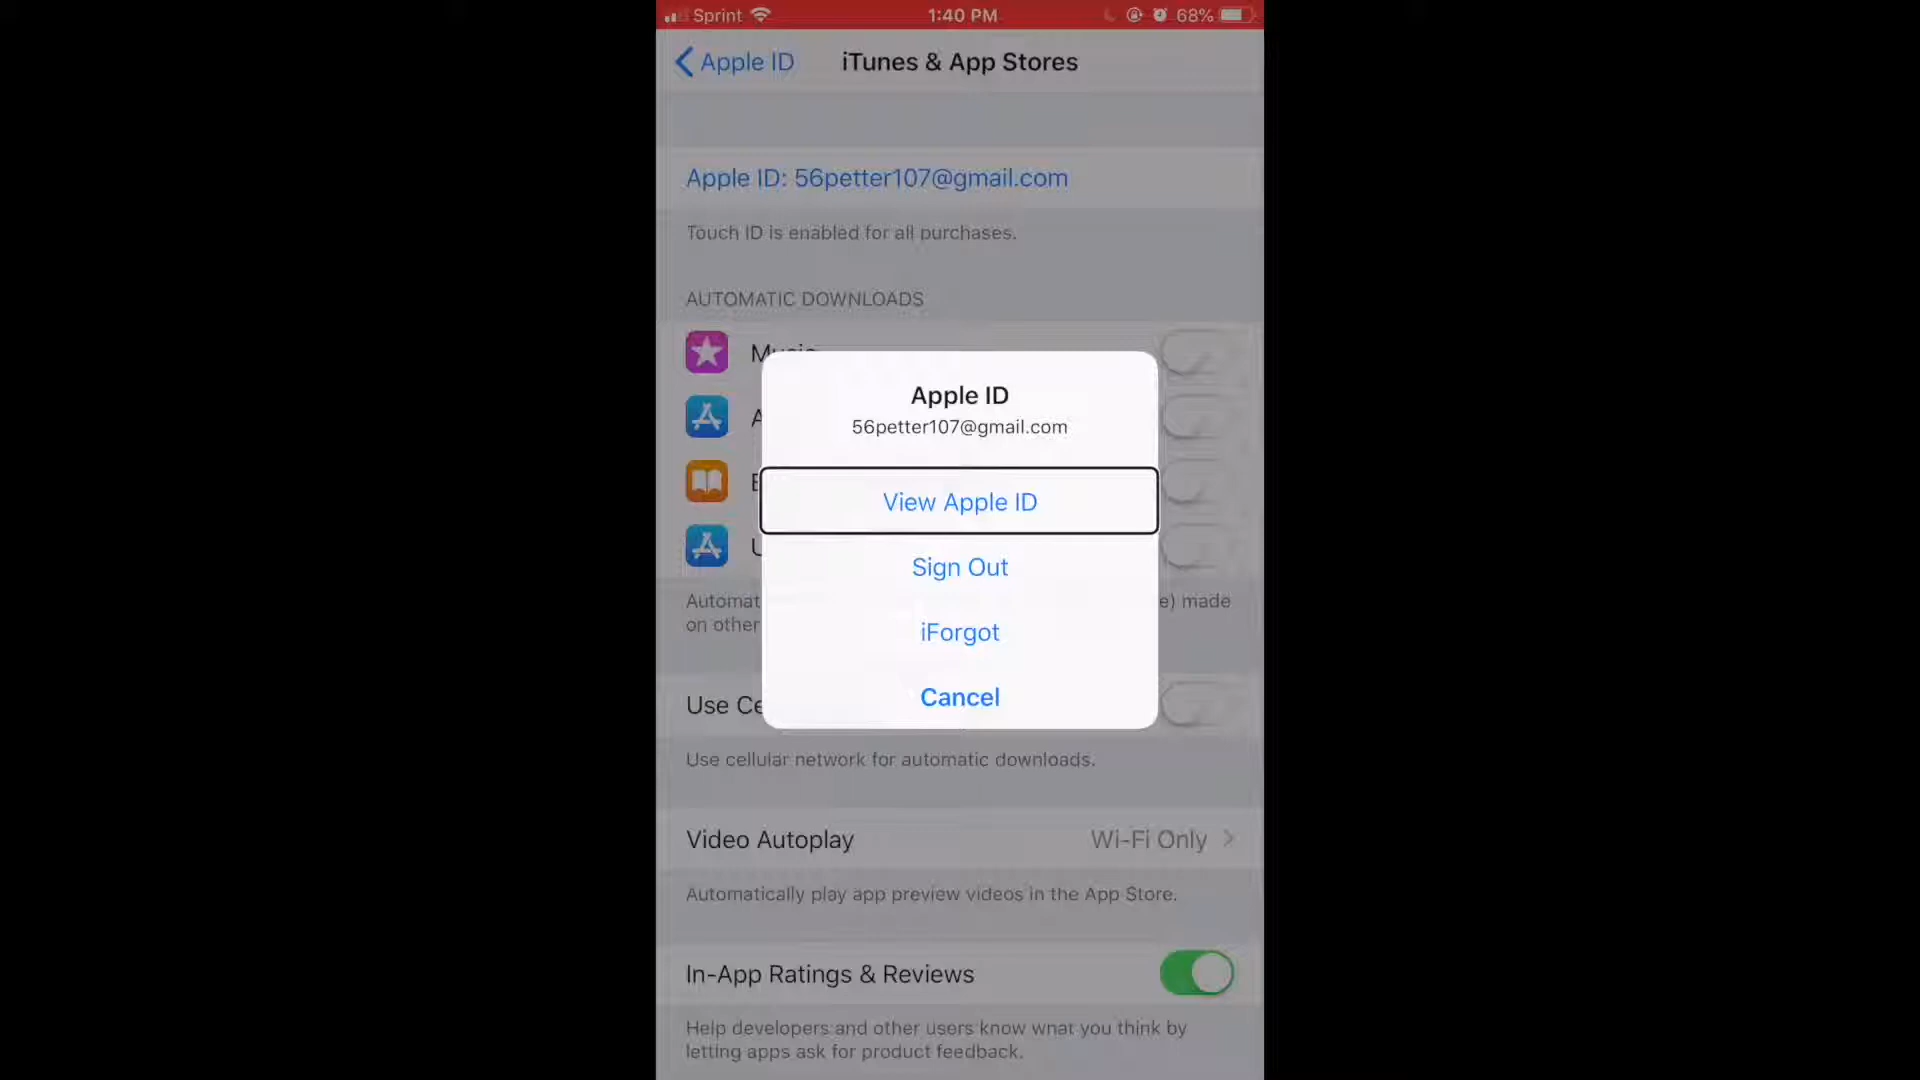 Sprint 1:40 PM 68%
Apple ID iTunes & App Stores
Apple ID: 56petter107@gmail.com
Touch ID is enabled for all purchases.
AUTOMATIC DOWNLOADS
Music
Apple ID
56petter107@gmail.com
View Apple ID
Sign Out
iForgot
Cancel
Automat
e) made
on other
Use Ce
Use cellular network for automatic downloads.
Video Autoplay Wi-Fi Only
Automatically play app preview videos in the App Store.
In-App Ratings & Reviews
Help developers and other users know what you think by
letting apps ask for product feedback.